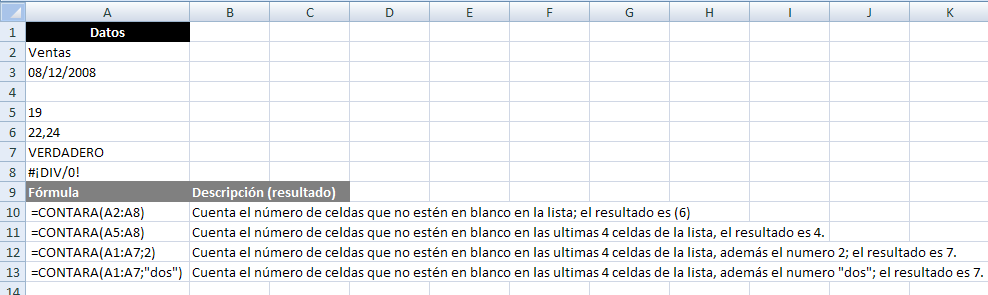 A B C D E F G H I J K
1 Datos
2 Ventas
3 08/12/2008
4
5 19
6 22,24
7 VERDADERO
8 #¡DIV/0!
9 Fórmula Descripción (resultado)
10 =CONTARA(A2:A8) Cuenta el número de celdas que no estén en blanco en la lista; el resultado es (6)
11 =CONTARA(A5:A8) Cuenta el número de celdas que no estén en blanco en las ultimas 4 celdas de la lista, el resultado es 4.
12 =CONTARA(A1:A7;2) Cuenta el número de celdas que no estén en blanco en las ultimas 4 celdas de la lista, además el numero 2; el resultado es 7.
13 =CONTARA(A1:A7;"dos") Cuenta el número de celdas que no estén en blanco en las ultimas 4 celdas de la lista, además el numero "dos"; el resultado es 7.
14